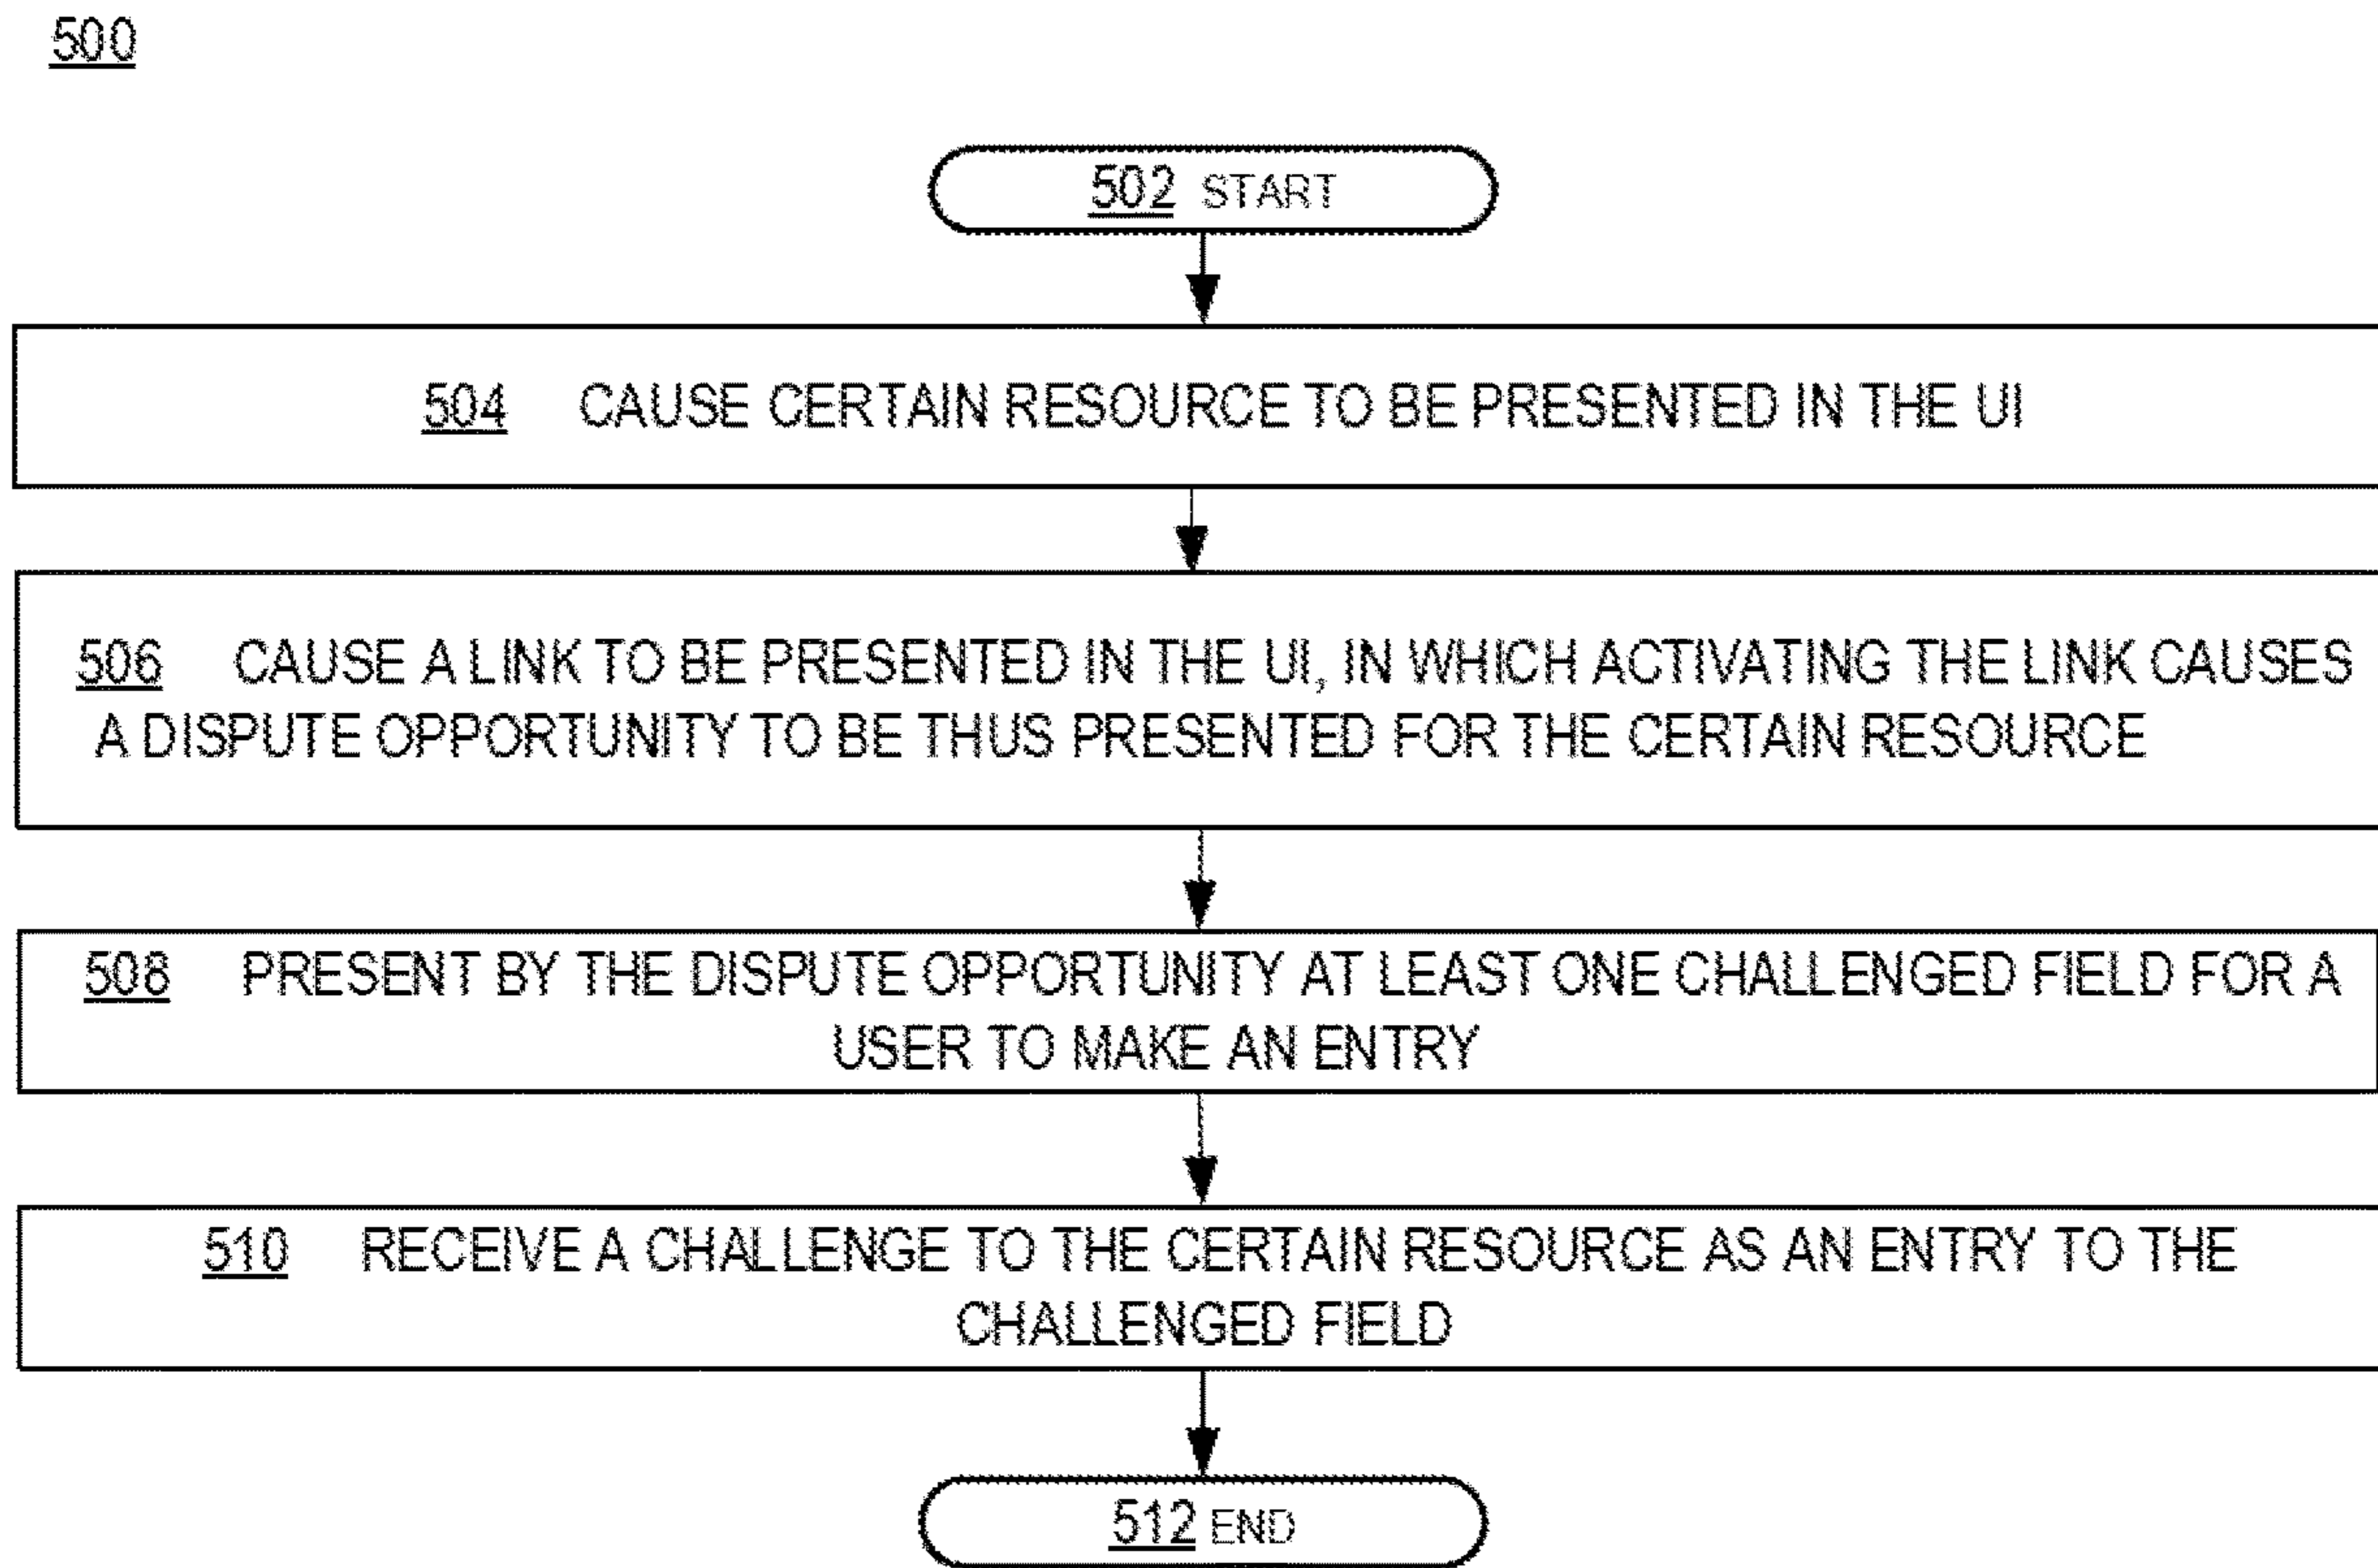 500
502 START
504 CAUSE CERTAIN RESOURCE TO BE PRESENTED IN THE UI
506 CAUSE A LINK TO BE PRESENTED IN THE UI, IN WHICH ACTIVATING THE LINK CAUSES
A DISPUTE OPPORTUNITY TO BE THUS PRESENTED FOR THE CERTAIN RESOURCE
508 PRESENT BY THE DISPUTE OPPORTUNITY AT LEAST ONE CHALLENGED FIELD FOR A
USER TO MAKE AN ENTRY
510 RECEIVE A CHALLENGE TO THE CERTAIN RESOURCE AS AN ENTRY TO THE
CHALLENGED FIELD
512 END